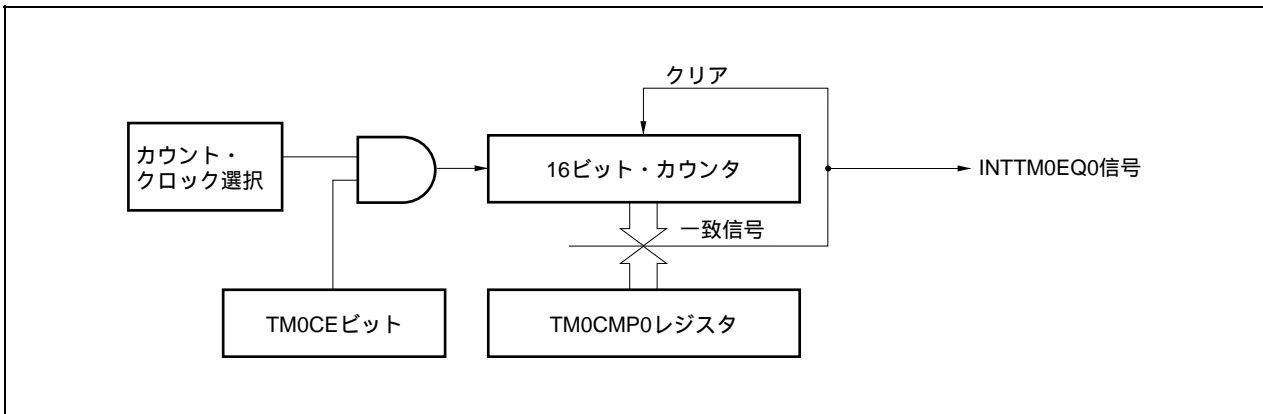 クリア
カウント・
クロック選択
16ビット・カウンタ
INTTM0EQ0信号
一致信号
TM0CEビット
TM0CMP0レジスタ